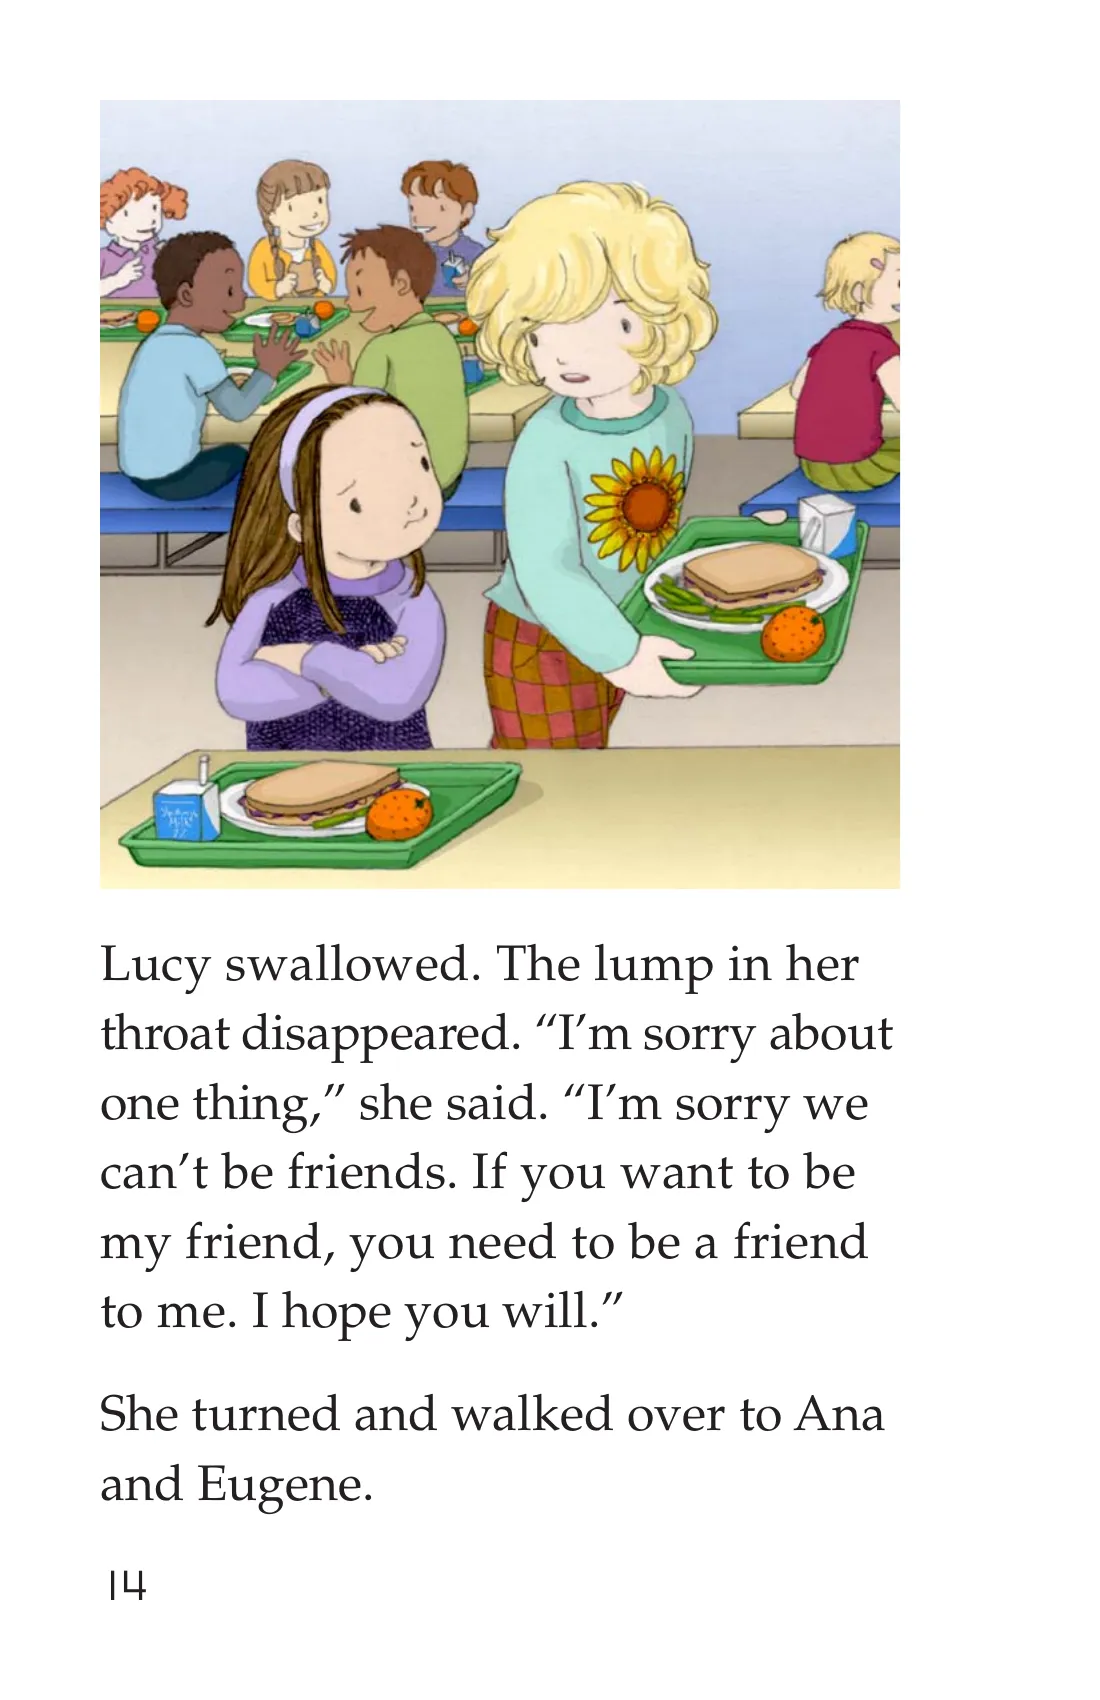 Lucy swallowed. The lump in her
throat disappeared. “I’m sorry about
one thing,” she said. “I’m sorry we
can’t be friends. If you want to be
my friend, you need to be a friend
to me. I hope you will.”
She turned and walked over to Ana
and Eugene.
14